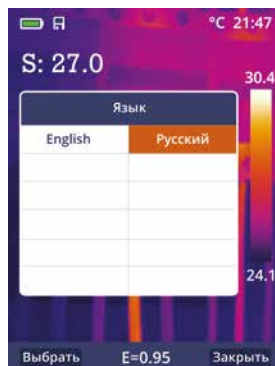 °C 21:47
S: 27.0
30.4
Язык
English Русский
24.1
Выбрать E=0.95 Закрыть